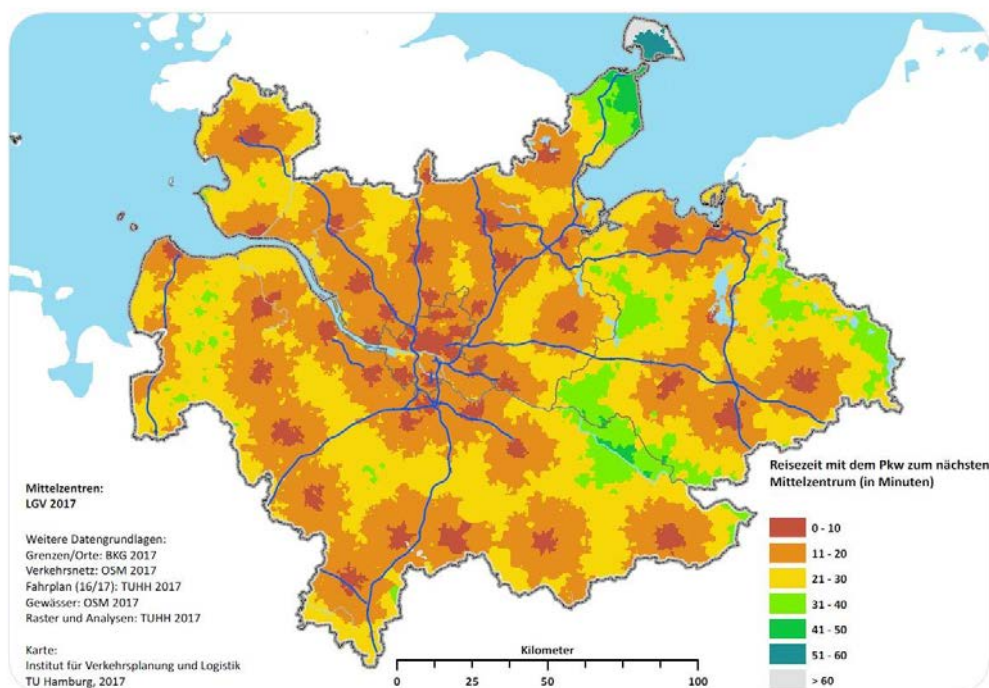 Mittelzentren:
LGV 2017
Weitere Datengrundlagen:
Grenzen/Orte: BKG 2017
Verkehrsnetz: OSM 2017
Fahrplan (16/17): TUHH 2017
Gewässer: OSM 2017
Raster und Analysen: TUHH 2017
Karte:
Institut für Verkehrsplanung und Logistik
TU Hamburg, 2017
Kilometer
0 25 50 100
Reisezeit mit dem Pkw zum nächsten
Mittelzentrum (in Minuten)
0 - 10
11 - 20
21 - 30
31 - 40
41 - 50
51 - 60
> 60